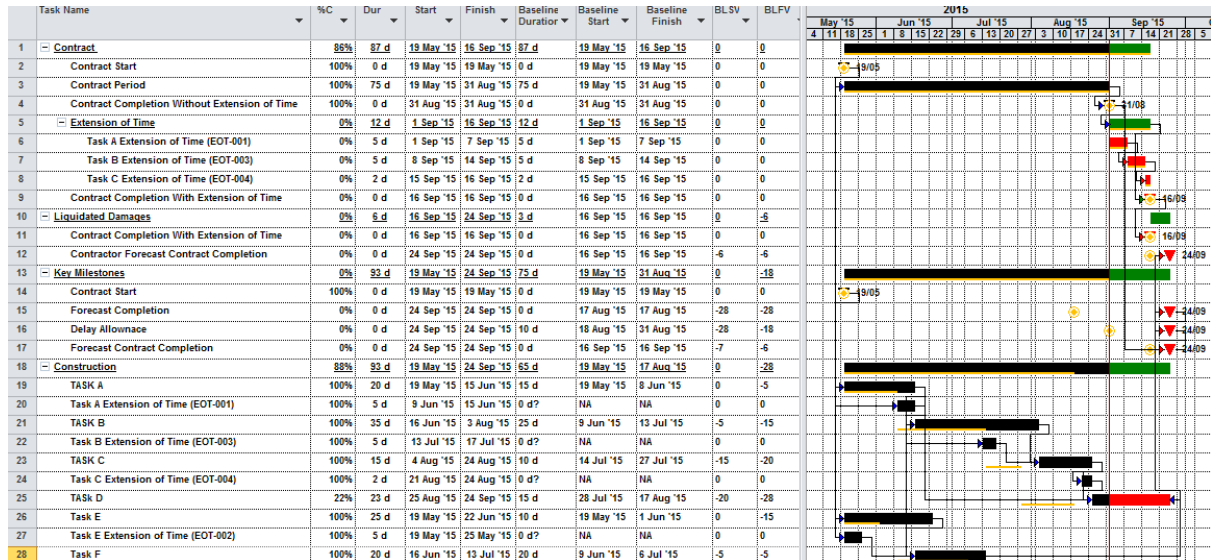 Task Name %C Dur Start Finish Baseline Duration Baseline Start Baseline Finish BLSV BLFV 2015
May '15 Jun '15 Jul '15 Aug '15 Sep '15
4 11 18 25 1 8 15 22 29 6 13 20 27 3 10 17 24 31 7 14 21 28 5
1 Contract 86% 87 d 19 May '15 16 Sep '15 87 d 19 May '15 16 Sep '15 0 0
2 Contract Start 100% 0 d 19 May '15 19 May '15 0 d 19 May '15 19 May '15 0 0 19/05
3 Contract Period 100% 75 d 19 May '15 31 Aug '15 75 d 19 May '15 31 Aug '15 0 0
4 Contract Completion Without Extension of Time 100% 0 d 31 Aug '15 31 Aug '15 0 d 31 Aug '15 31 Aug '15 0 0 31/08
5 Extension of Time 0% 12 d 1 Sep '15 16 Sep '15 12 d 1 Sep '15 16 Sep '15 0 0
6 Task A Extension of Time (EOT-001) 0% 5 d 1 Sep '15 7 Sep '15 5 d 1 Sep '15 7 Sep '15 0 0
7 Task B Extension of Time (EOT-003) 0% 5 d 8 Sep '15 14 Sep '15 5 d 8 Sep '15 14 Sep '15 0 0
8 Task C Extension of Time (EOT-004) 0% 2 d 15 Sep '15 16 Sep '15 2 d 15 Sep '15 16 Sep '15 0 0
9 Contract Completion With Extension of Time 0% 0 d 16 Sep '15 16 Sep '15 0 d 16 Sep '15 16 Sep '15 0 0 16/09
10 Liquidated Damages 0% 6 d 16 Sep '15 24 Sep '15 3 d 16 Sep '15 16 Sep '15 0 -6
11 Contract Completion With Extension of Time 0% 0 d 16 Sep '15 16 Sep '15 0 d 16 Sep '15 16 Sep '15 0 0 16/09
12 Contractor Forecast Contract Completion 0% 0 d 24 Sep '15 24 Sep '15 0 d 16 Sep '15 16 Sep '15 -6 -6 24/09
13 Key Milestones 0% 93 d 19 May '15 24 Sep '15 75 d 19 May '15 31 Aug '15 0 -18
14 Contract Start 100% 0 d 19 May '15 19 May '15 0 d 19 May '15 19 May '15 0 0 19/05
15 Forecast Completion 0% 0 d 24 Sep '15 24 Sep '15 0 d 17 Aug '15 17 Aug '15 -28 -28 24/09
16 Delay Allownace 0% 0 d 24 Sep '15 24 Sep '15 10 d 18 Aug '15 31 Aug '15 -28 -18 24/09
17 Forecast Contract Completion 0% 0 d 24 Sep '15 24 Sep '15 0 d 16 Sep '15 16 Sep '15 -7 -6 24/09
18 Construction 88% 93 d 19 May '15 24 Sep '15 65 d 19 May '15 17 Aug '15 0 -28
19 TASK A 100% 20 d 19 May '15 15 Jun '15 15 d 19 May '15 8 Jun '15 0 -5
20 Task A Extension of Time (EOT-001) 100% 5 d 9 Jun '15 15 Jun '15 0 d? NA NA 0 0
21 TASK B 100% 35 d 16 Jun '15 3 Aug '15 25 d 9 Jun '15 13 Jul '15 -5 -15
22 Task B Extension of Time (EOT-003) 100% 5 d 13 Jul '15 17 Jul '15 0 d? NA NA 0 0
23 TASK C 100% 15 d 4 Aug '15 24 Aug '15 10 d 14 Jul '15 27 Jul '15 -15 -20
24 Task C Extension of Time (EOT-004) 100% 2 d 21 Aug '15 24 Aug '15 0 d? NA NA 0 0
25 TASk D 22% 23 d 25 Aug '15 24 Sep '15 15 d 28 Jul '15 17 Aug '15 -20 -28
26 Task E 100% 25 d 19 May '15 22 Jun '15 10 d 19 May '15 1 Jun '15 0 -15
27 Task E Extension of Time (EOT-002) 100% 5 d 19 May '15 25 May '15 0 d? NA NA 0 0
28 Task F 100% 20 d 16 Jun '15 13 Jul '15 20 d 9 Jun '15 6 Jul '15 -5 -5